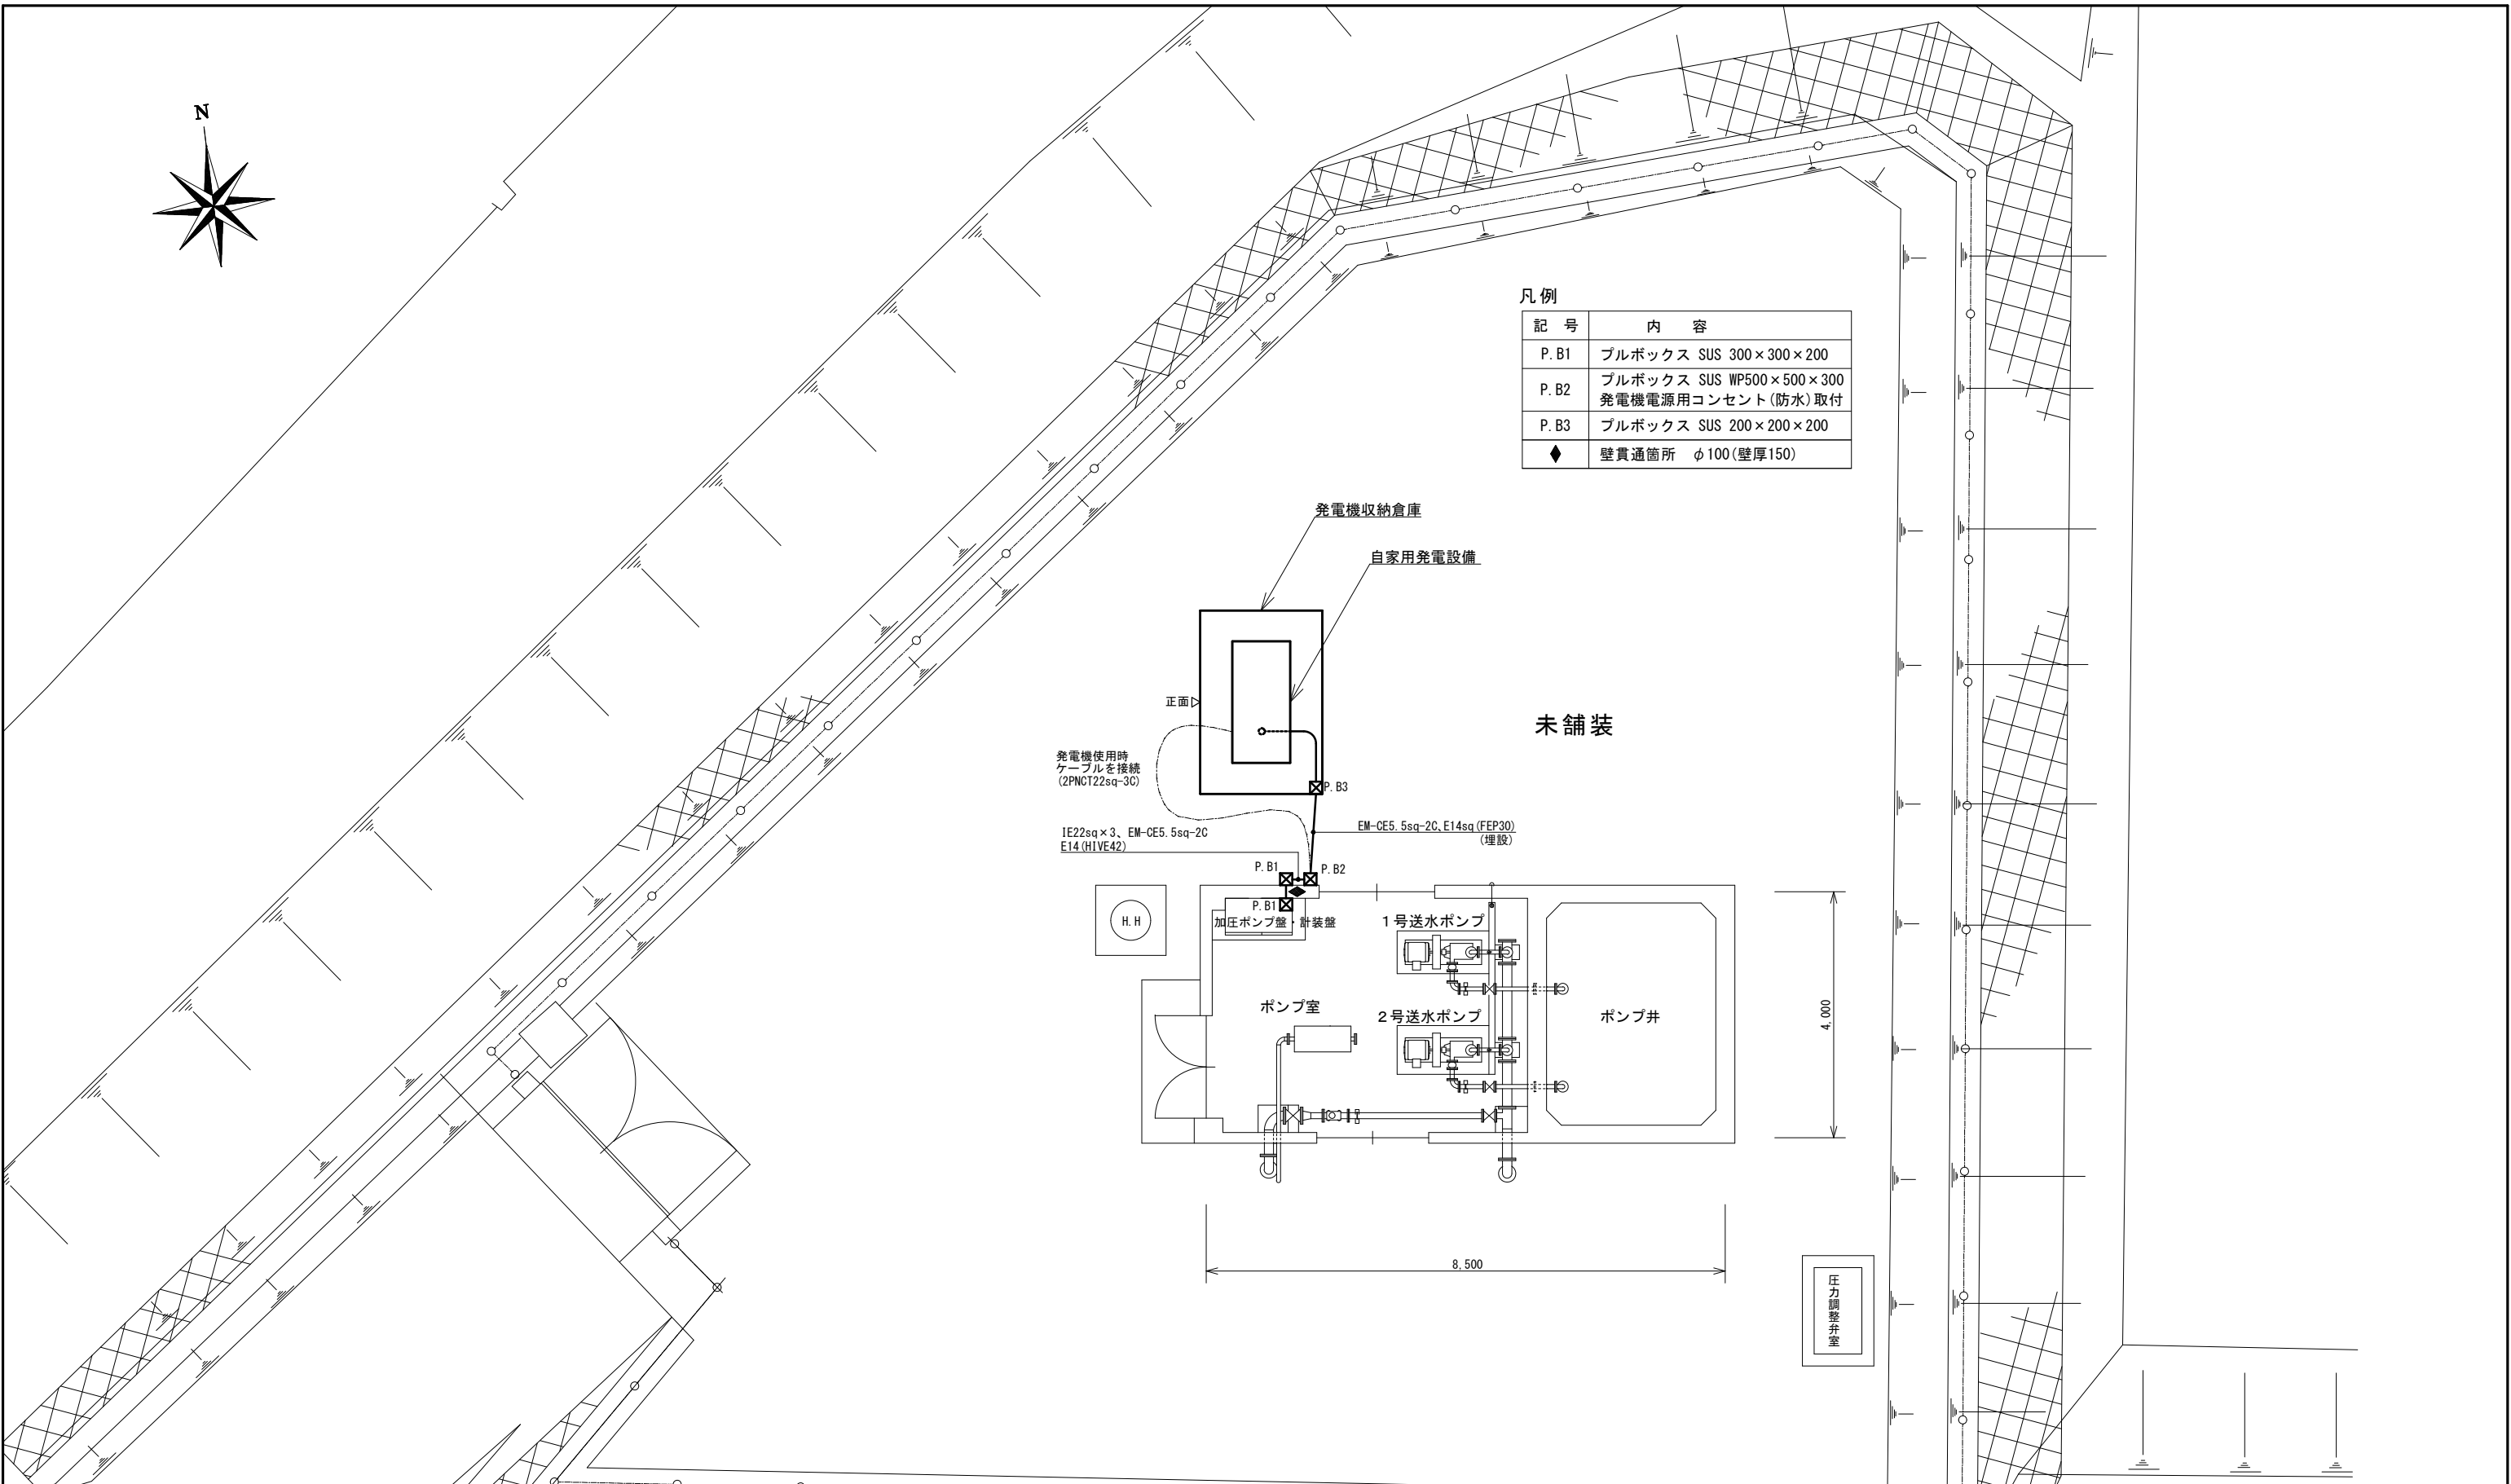 N
凡例
記 号 内 容
P.B1 プルボックス SUS 300×300×200
P.B2 プルボックス SUS WP500×500×300
発電機電源用コンセント(防水)取付
P.B3 プルボックス SUS 200×200×200
◆ 壁貫通箇所 φ100(壁厚150)
発電機収納倉庫
自家用発電設備
正面
未舗装
発電機使用時
ケーブルを接続
(2PNCT22sq-3C)
P.B3
IE22sq×3、EM-CE5.5sq-2C
E14(HIVE42)
EM-CE5.5sq-2C、E14sq(FEP30)
(埋設)
P.B1
P.B2
P.B1
H.H
加圧ポンプ盤・計装盤
1号送水ポンプ
ポンプ室
2号送水ポンプ
ポンプ井
4,000
8,500
圧力調整弁室